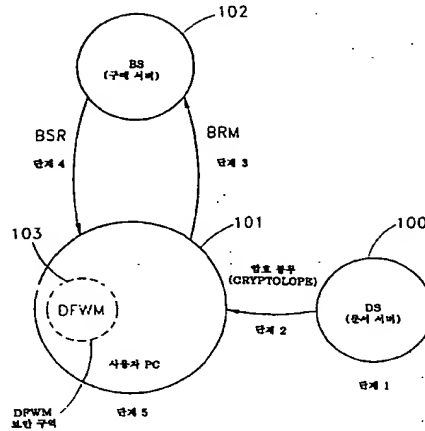 102
BS
(구매 서버)
BSR
단계 4
BRM
단계 3
103
101
100
DFWM
암호 봉투
(CRYPTOLOPE)
단계 2
DS
(문서 서버)
사용자 PC
단계 1
DFWM
보안 구역
단계 5